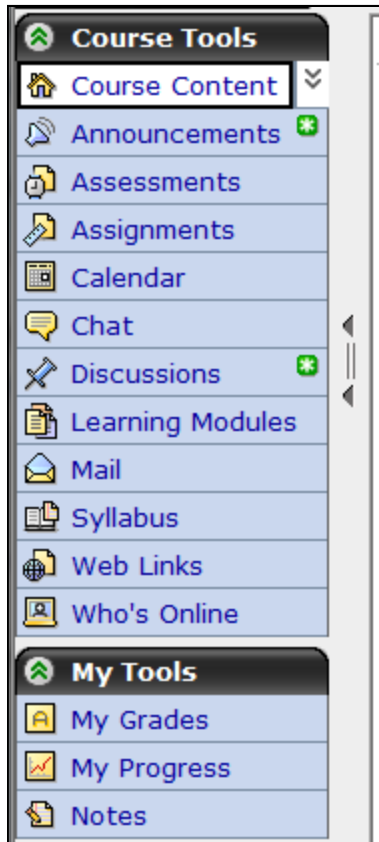 Course Tools
Course Content
Announcements
Assessments
Assignments
Calendar
Chat
Discussions
Learning Modules
Mail
Syllabus
Web Links
Who's Online
My Tools
My Grades
My Progress
Notes